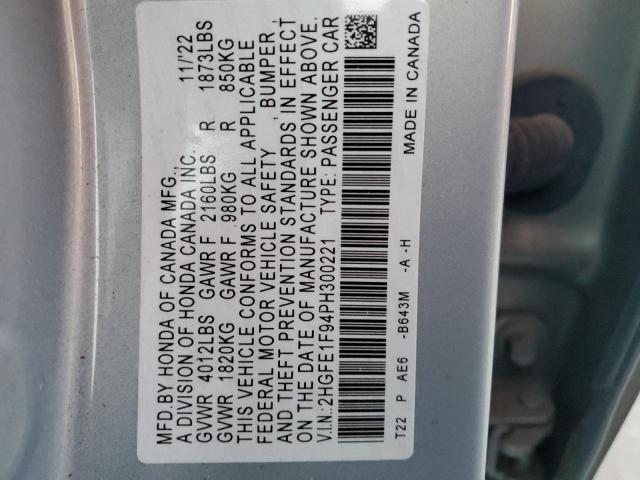 MFD.BY HONDA OF CANADA MFG. 11/'22
A DIVISION OF HONDA CANADA INC.
GVWR 4012LBS GAWR F 2160LBS R 1873LBS
GVWR 1820KG GAWR F 980KG R 850KG
THIS VEHICLE CONFORMS TO ALL APPLICABLE
FEDERAL MOTOR VEHICLE SAFETY, BUMPER,
AND THEFT PREVENTION STANDARDS IN EFFECT
ON THE DATE OF MANUFACTURE SHOWN ABOVE.
V.I.N.:2HGFE1F94PH300221 TYPE: PASSENGER CAR
T22 P AE6 -B643M -A -H MADE IN CANADA